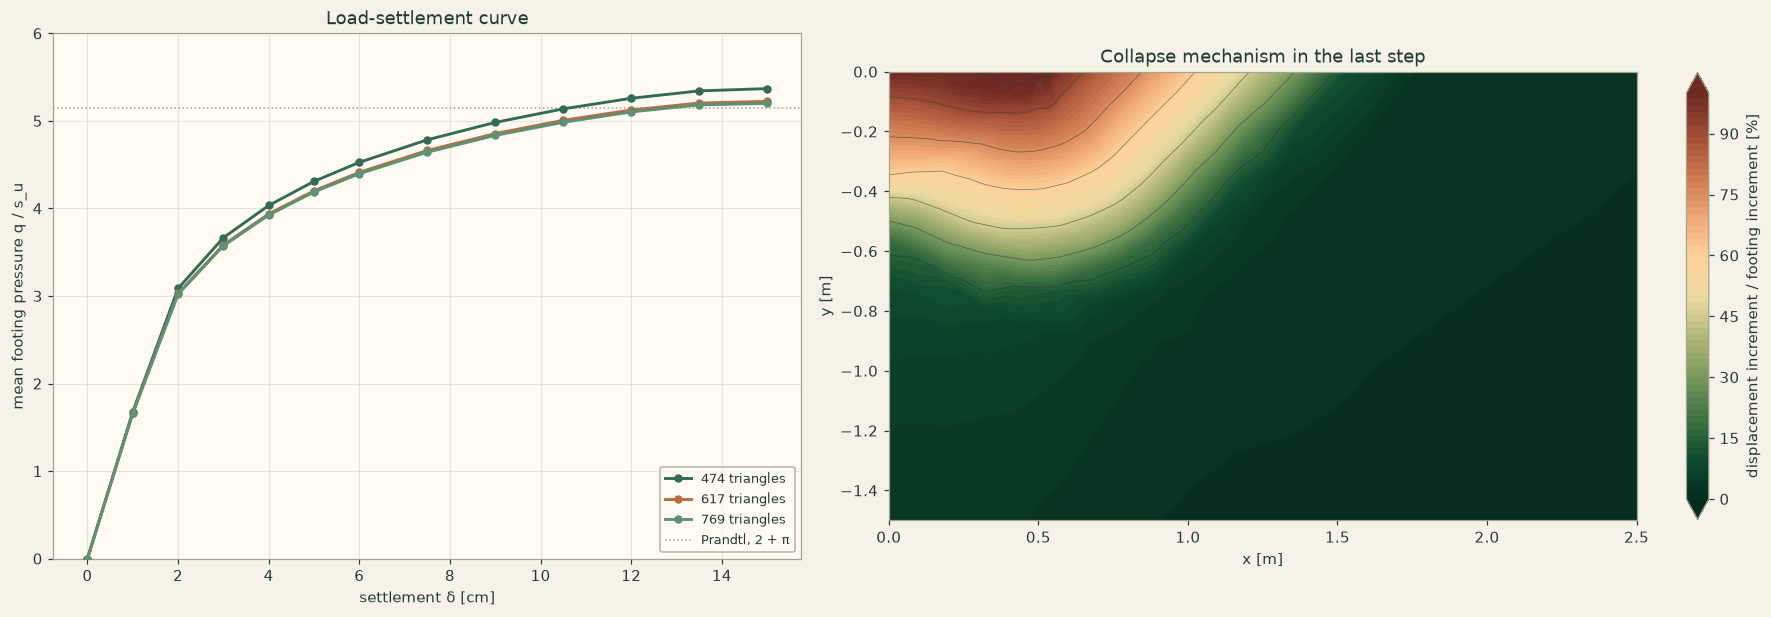 Load-settlement curve
6
5
4
3
2
1
0
mean footing pressure q / s_u
474 triangles
617 triangles
769 triangles
Prandtl, 2 + π
0 2 4 6 8 10 12 14
settlement δ [cm]
Collapse mechanism in the last step
0.0
−0.2
−0.4
−0.6
−0.8
−1.0
−1.2
−1.4
y [m]
0.0 0.5 1.0 1.5 2.0 2.5
x [m]
90
75
60
45
30
15
0
displacement increment / footing increment [%]